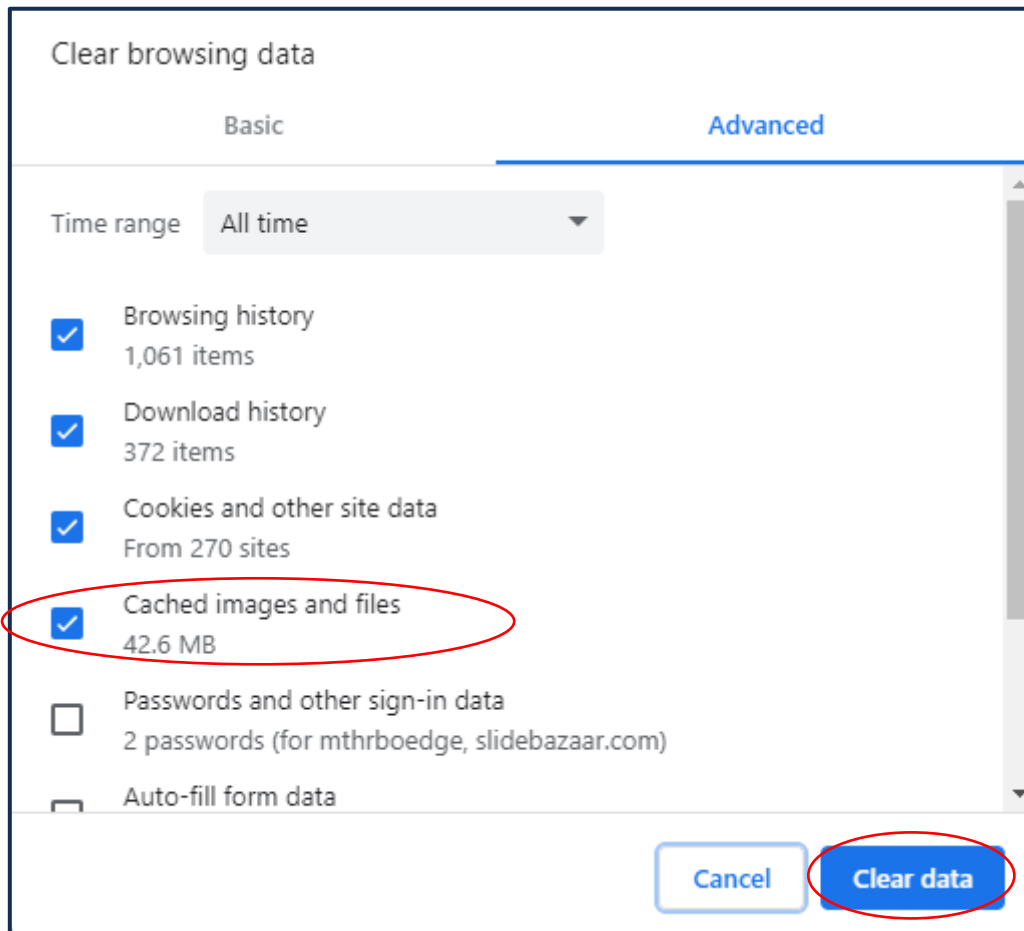 Clear browsing data
Basic Advanced
Time range All time
Browsing history
1,061 items
Download history
372 items
Cookies and other site data
From 270 sites
Cached images and files
42.6 MB
Passwords and other sign-in data
2 passwords (for mthrboedge, slidebazaar.com)
Auto-fill form data
Cancel Clear data